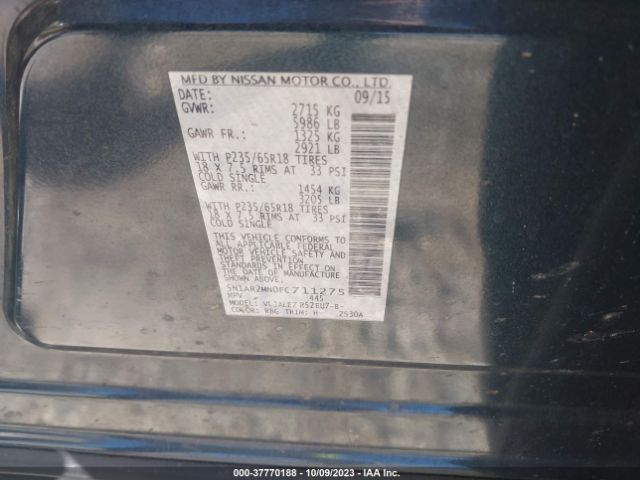 MFD BY NISSAN MOTOR CO., LTD.
DATE: 09/15
GVWR: 2715 KG
5986 LB
GAWR FR.: 1325 KG
2921 LB
WITH P235/65R18 TIRES
18 X 7.5 RIMS AT 33 PSI
COLD SINGLE
GAWR RR.: 1454 KG
3205 LB
WITH P235/65R18 TIRES
18 X 7.5 RIMS AT 33 PSI
COLD SINGLE
THIS VEHICLE CONFORMS TO
ALL APPLICABLE FEDERAL
MOTOR VEHICLE SAFETY AND
THEFT PREVENTION STANDARDS
IN EFFECT ON THE DATE OF
MANUFACTURE
SHOWN ABOVE.
5N1AR2MN0FC711275
MPV 445
MODEL:
COLOR: KBG TRIM: H 2530A
000-37770188 - 10/09/2023 - IAA Inc.